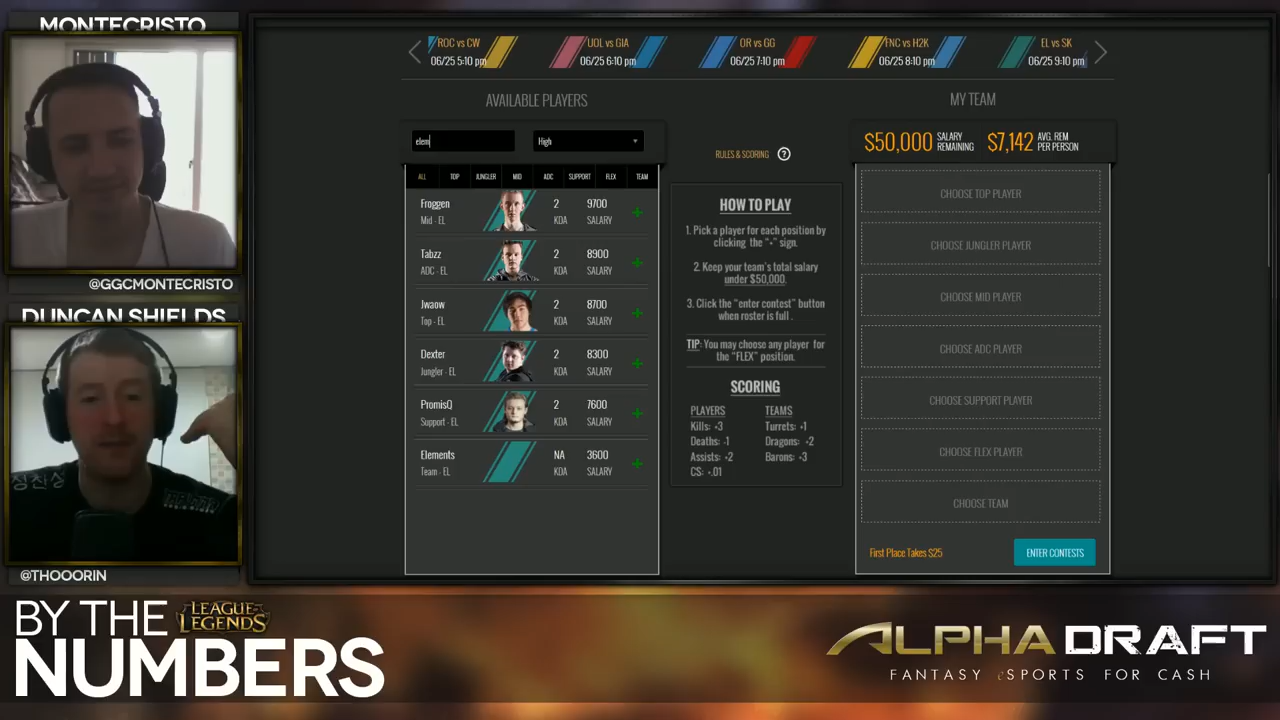 MONTECRISTO
@GGCMONTECRISTO
DUNCAN SHIELDS
정찬성
@THOOORIN
ROC vs CW
06/25 5:10 pm
UOL vs GIA
06/25 6:10 pm
OR vs GG
06/25 7:10 pm
FNC vs H2K
06/25 8:10 pm
EL vs SK
06/25 9:10 pm
AVAILABLE PLAYERS
elem
High
ALL TOP JUNGLER MID ADC SUPPORT FLEX TEAM
Froggen 2 9700
Mid - EL KDA SALARY
Tabzz 2 8900
ADC - EL KDA SALARY
Jwaow 2 8700
Top - EL KDA SALARY
Dexter 2 8300
Jungler - EL KDA SALARY
PromisQ 2 7600
Support - EL KDA SALARY
Elements NA 3600
Team - EL KDA SALARY
RULES & SCORING ?
HOW TO PLAY
1. Pick a player for each position by
clicking the "+" sign.
2. Keep your team's total salary
under $50,000.
3. Click the "enter contest" button
when roster is full .
TIP: You may choose any player for
the "FLEX" position.
SCORING
PLAYERS TEAMS
Kills: +3 Turrets: +1
Deaths: -1 Dragons: +2
Assists: +2 Barons: +3
CS: +.01
MY TEAM
$50,000 SALARY REMAINING $7,142 AVG. REM PER PERSON
CHOOSE TOP PLAYER
CHOOSE JUNGLER PLAYER
CHOOSE MID PLAYER
CHOOSE ADC PLAYER
CHOOSE SUPPORT PLAYER
CHOOSE FLEX PLAYER
CHOOSE TEAM
First Place Takes $25 ENTER CONTESTS
BY THE LEAGUE OF LEGENDS
NUMBERS
ALPHADRAFT
FANTASY eSPORTS FOR CASH